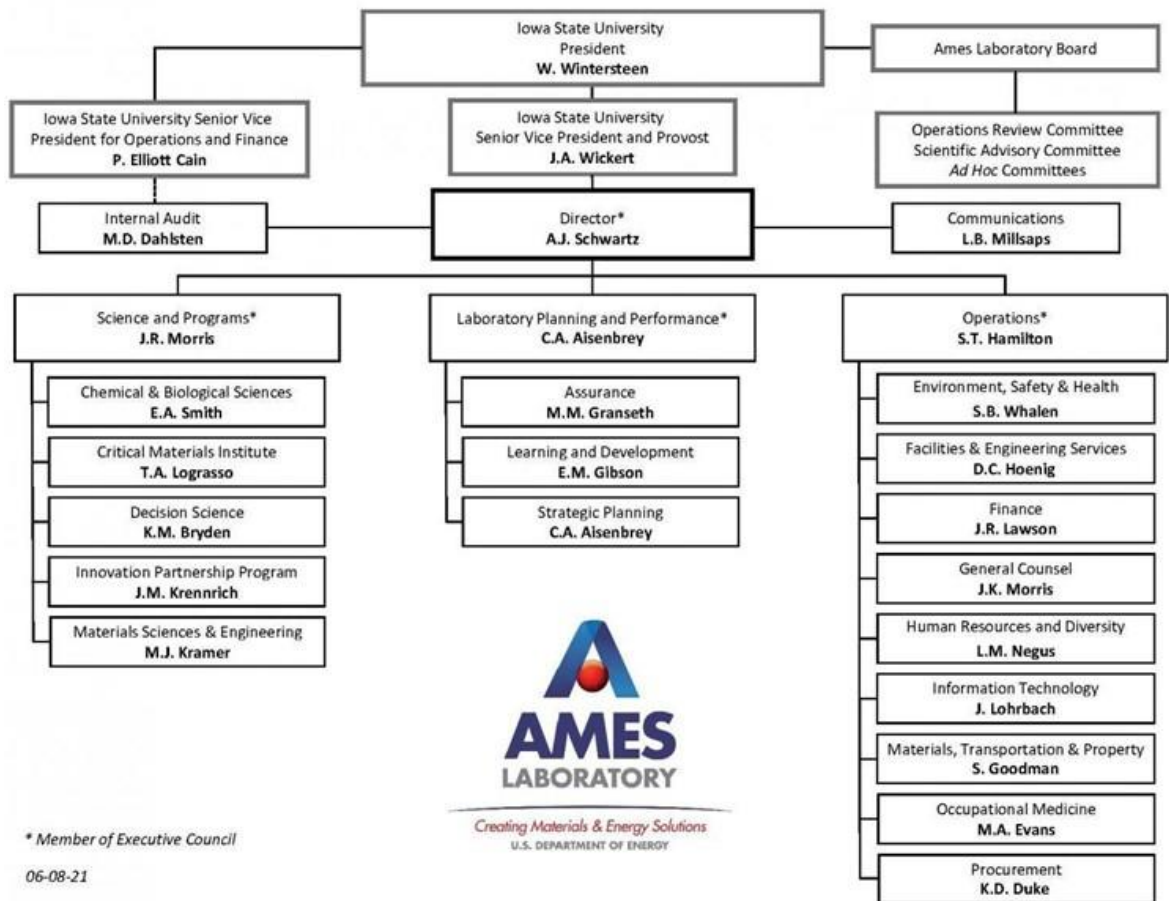 Iowa State University
President
W. Wintersteen
Ames Laboratory Board
Iowa State University Senior Vice
President for Operations and Finance
P. Elliott Cain
Iowa State University
Senior Vice President and Provost
J.A. Wickert
Operations Review Committee
Scientific Advisory Committee
Ad Hoc Committees
Internal Audit
M.D. Dahlsten
Director*
A.J. Schwartz
Communications
L.B. Millsaps
Science and Programs*
J.R. Morris
Chemical & Biological Sciences
E.A. Smith
Critical Materials Institute
T.A. Lograsso
Decision Science
K.M. Bryden
Innovation Partnership Program
J.M. Krennrich
Materials Sciences & Engineering
M.J. Kramer
Laboratory Planning and Performance*
C.A. Aisenbrey
Assurance
M.M. Granseth
Learning and Development
E.M. Gibson
Strategic Planning
C.A. Aisenbrey
Operations*
S.T. Hamilton
Environment, Safety & Health
S.B. Whalen
Facilities & Engineering Services
D.C. Hoenig
Finance
J.R. Lawson
General Counsel
J.K. Morris
Human Resources and Diversity
L.M. Negus
Information Technology
J. Lohrbach
Materials, Transportation & Property
S. Goodman
Occupational Medicine
M.A. Evans
Procurement
K.D. Duke
AMES
LABORATORY
Creating Materials & Energy Solutions
U.S. DEPARTMENT OF ENERGY
* Member of Executive Council
06-08-21